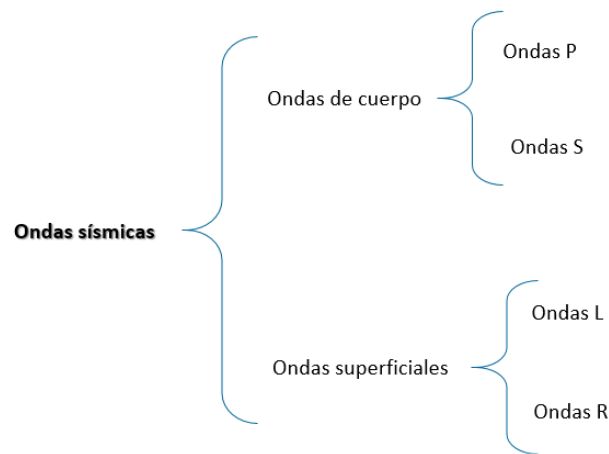 Ondas sísmicas
Ondas de cuerpo
Ondas P
Ondas S
Ondas superficiales
Ondas L
Ondas R